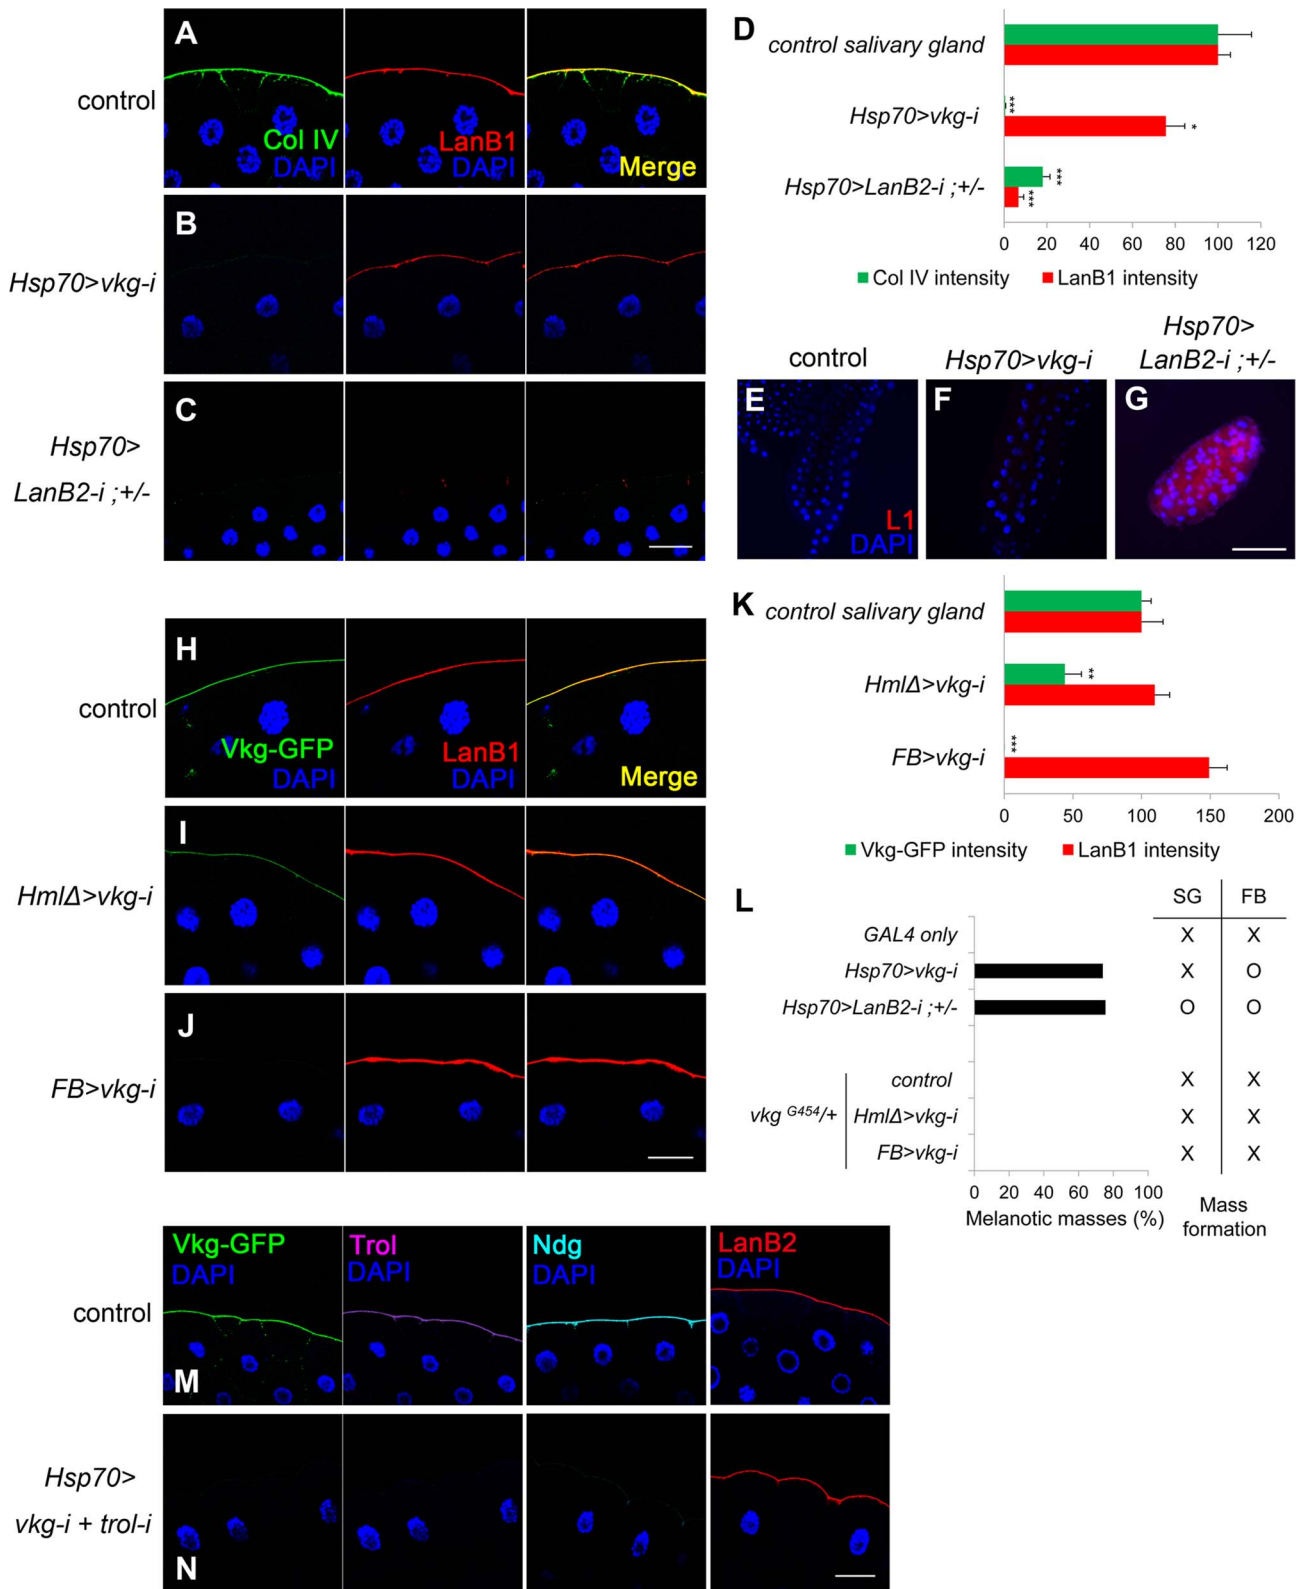 A
control
Col IV
DAPI
LanB1
DAPI
Merge
B
Hsp70>vkg-i
C
Hsp70>
LanB2-i ;+/-
D
control salivary gland
Hsp70>vkg-i
***
*
Hsp70>LanB2-i ;+/-
***
***
0 20 40 60 80 100 120
Col IV intensity LanB1 intensity
control
Hsp70>vkg-i
Hsp70>
LanB2-i ;+/-
E
L1
DAPI
F
G
H
control
Vkg-GFP
DAPI
LanB1
DAPI
Merge
I
HmlΔ>vkg-i
J
FB>vkg-i
K
control salivary gland
HmlΔ>vkg-i
**
FB>vkg-i
***
0 50 100 150 200
Vkg-GFP intensity LanB1 intensity
L
SG FB
GAL4 only X X
Hsp70>vkg-i X O
Hsp70>LanB2-i ;+/- O O
control X X
vkg G454/+ HmlΔ>vkg-i X X
FB>vkg-i X X
0 20 40 60 80 100
Melanotic masses (%)
Mass
formation
Vkg-GFP
DAPI
Trol
DAPI
Ndg
DAPI
LanB2
DAPI
control
M
Hsp70>
vkg-i + trol-i
N